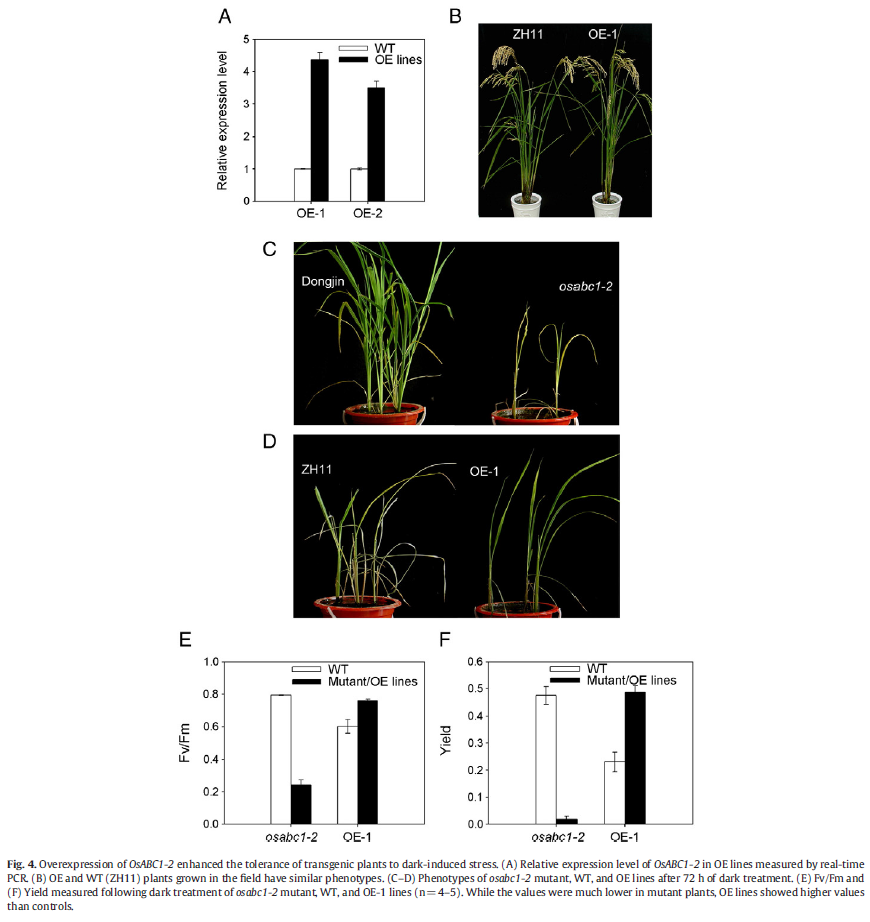 A
WT
OE lines
Relative expression level
5
4
3
2
1
0
OE-1
OE-2
B
ZH11
OE-1
C
Dongjin
osabc1-2
D
ZH11
OE-1
E
WT
Mutant/OE lines
Fv/Fm
1.0
0.8
0.6
0.4
0.2
0.0
osabc1-2
OE-1
F
WT
Mutant/OE lines
Yield
0.6
0.5
0.4
0.3
0.2
0.1
0.0
osabc1-2
OE-1
Fig. 4. Overexpression of OsABC1-2 enhanced the tolerance of transgenic plants to dark-induced stress. (A) Relative expression level of OsABC1-2 in OE lines measured by real-time
PCR. (B) OE and WT (ZH11) plants grown in the field have similar phenotypes. (C–D) Phenotypes of osabc1-2 mutant, WT, and OE lines after 72 h of dark treatment. (E) Fv/Fm and
(F) Yield measured following dark treatment of osabc1-2 mutant, WT, and OE-1 lines (n = 4–5). While the values were much lower in mutant plants, OE lines showed higher values
than controls.